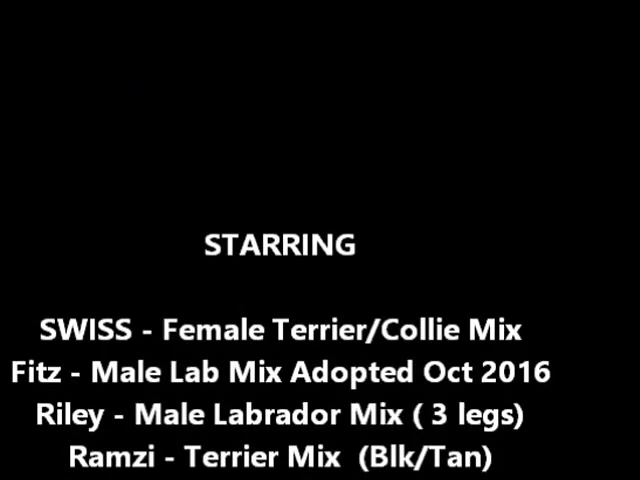 STARRING
SWISS - Female Terrier/Collie Mix
Fitz - Male Lab Mix Adopted Oct 2016
Riley - Male Labrador Mix ( 3 legs)
Ramzi - Terrier Mix  (Blk/Tan)